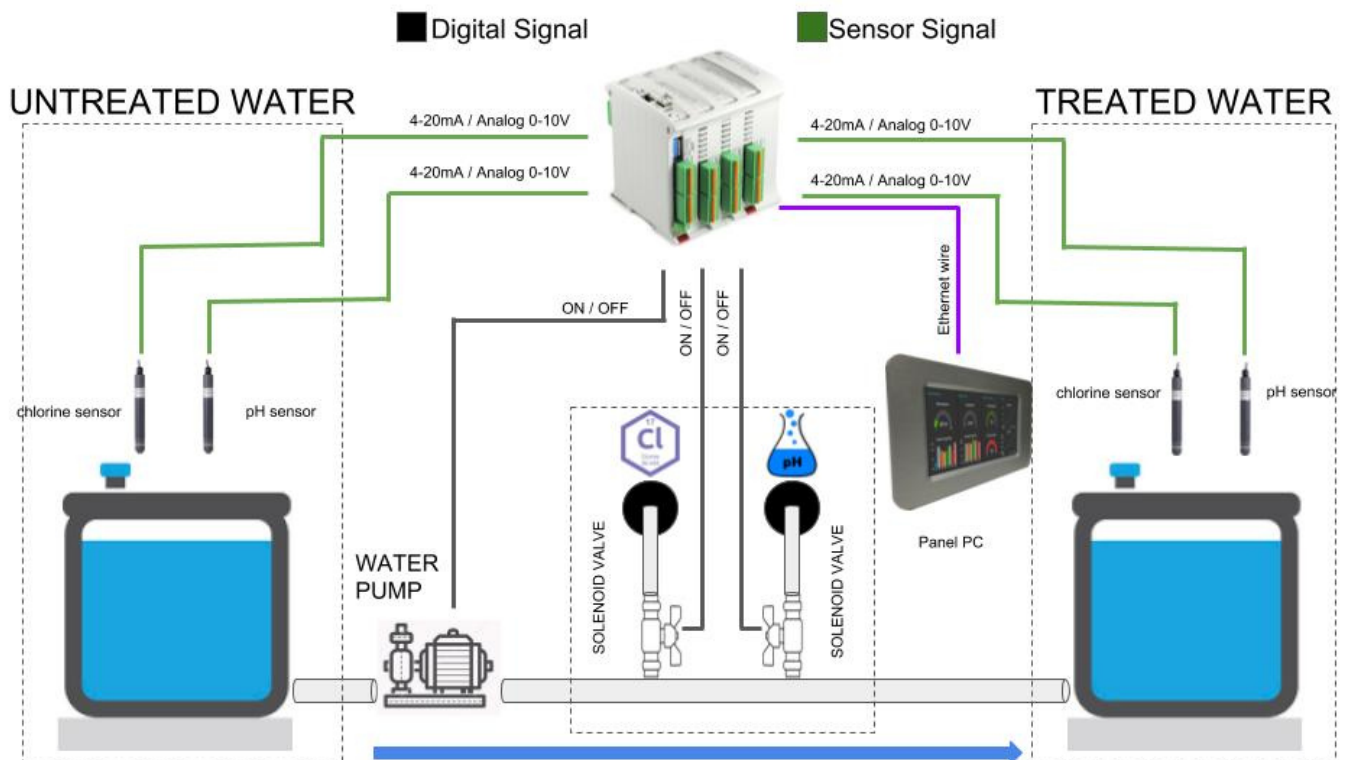 Digital Signal
Sensor Signal
UNTREATED WATER
TREATED WATER
4-20mA / Analog 0-10V
4-20mA / Analog 0-10V
4-20mA / Analog 0-10V
4-20mA / Analog 0-10V
Ethernet wire
ON / OFF
ON / OFF
ON / OFF
chlorine sensor
pH sensor
chlorine sensor
pH sensor
17
Cl
pH
Panel PC
WATER
PUMP
SOLENOID VALVE
SOLENOID VALVE